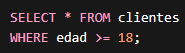 SELECT * FROM clientes
WHERE edad >= 18;